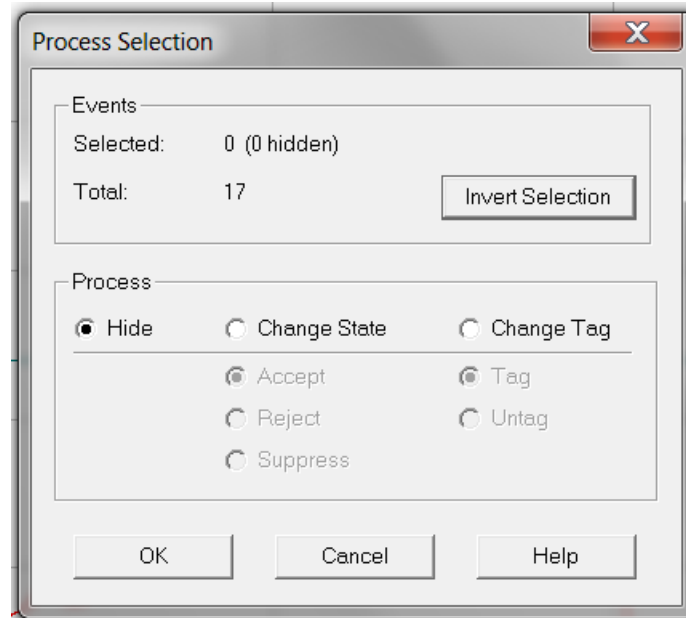 Process Selection
Events
Selected: 0 (0 hidden)
Total: 17
Invert Selection
Process
Hide Change State Change Tag
Accept Tag
Reject Untag
Suppress
OK Cancel Help